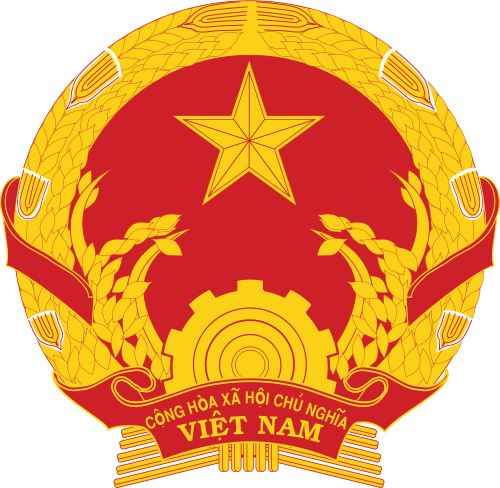 CỘNG HÒA XÃ HỘI CHỦ NGHĨA
VIỆT NAM